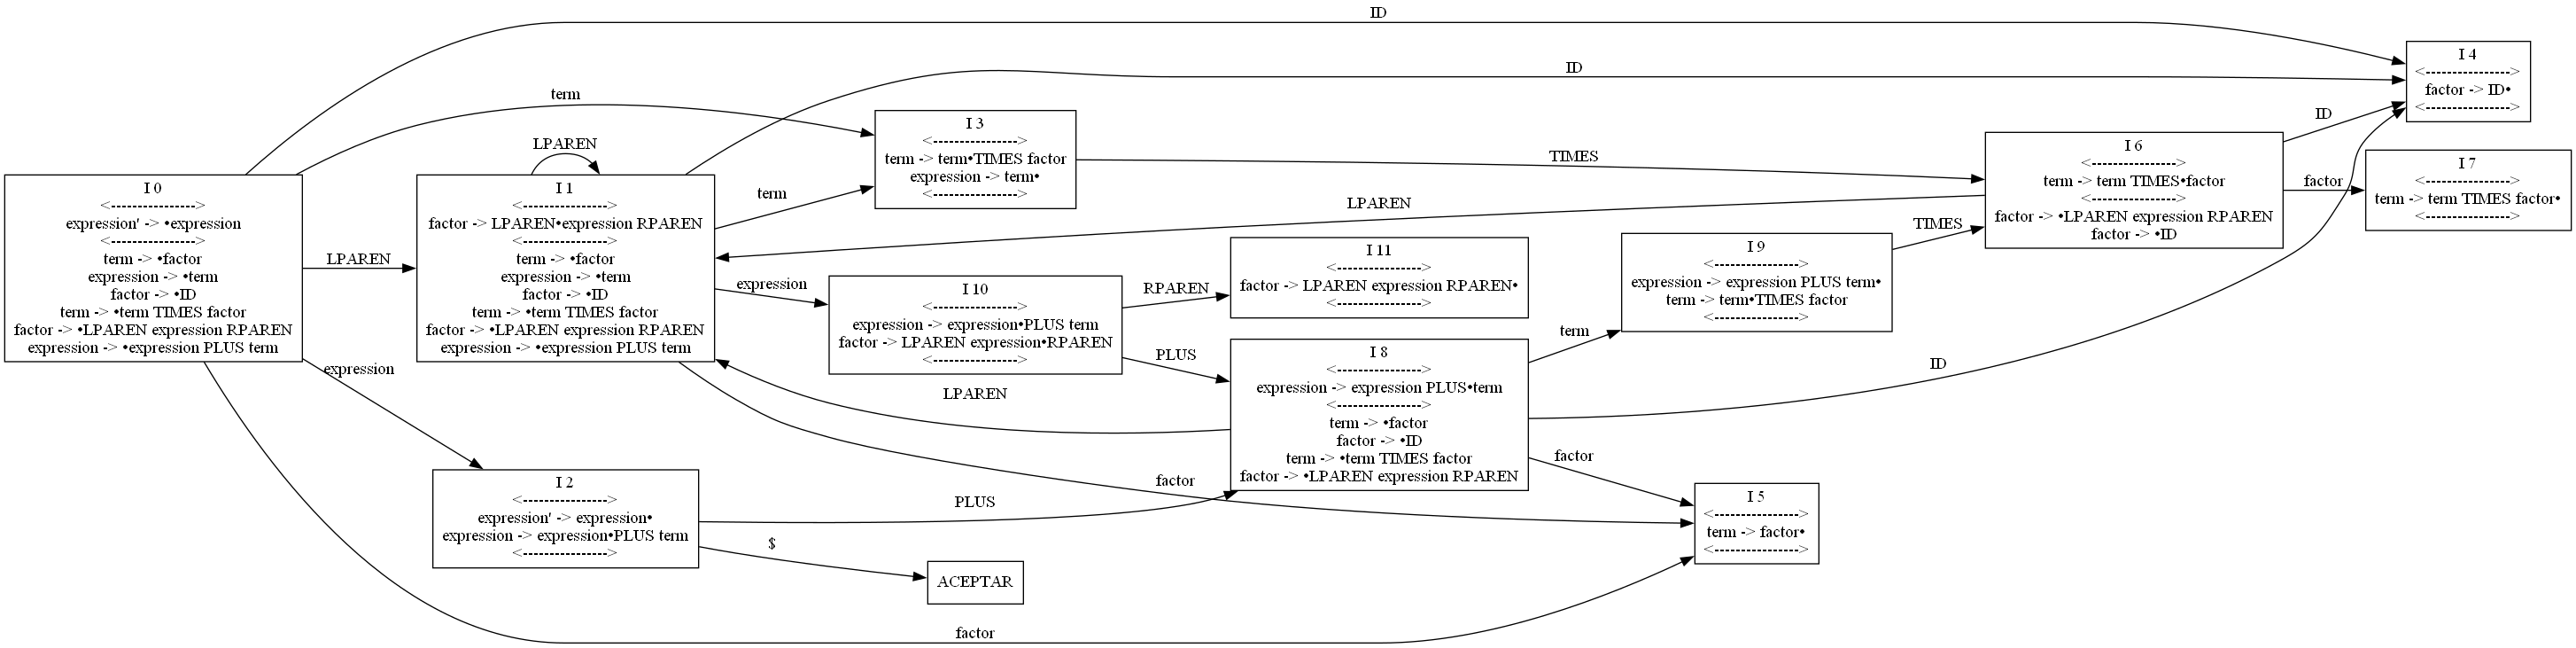 I 0
<----------------->
expression' -> •expression
<----------------->
term -> •factor
expression -> •term
factor -> •ID
term -> •term TIMES factor
factor -> •LPAREN expression RPAREN
expression -> •expression PLUS term
ID
term
LPAREN
expression
factor
LPAREN
I 1
<----------------->
factor -> LPAREN•expression RPAREN
<----------------->
term -> •factor
expression -> •term
factor -> •ID
term -> •term TIMES factor
factor -> •LPAREN expression RPAREN
expression -> •expression PLUS term
ID
term
expression
factor
I 2
<----------------->
expression' -> expression•
expression -> expression•PLUS term
<----------------->
PLUS
$
ACEPTAR
I 3
<----------------->
term -> term•TIMES factor
expression -> term•
<----------------->
TIMES
I 10
<----------------->
expression -> expression•PLUS term
factor -> LPAREN expression•RPAREN
<----------------->
RPAREN
PLUS
I 11
<----------------->
factor -> LPAREN expression RPAREN•
<----------------->
I 8
<----------------->
expression -> expression PLUS•term
<----------------->
term -> •factor
factor -> •ID
term -> •term TIMES factor
factor -> •LPAREN expression RPAREN
LPAREN
term
ID
factor
I 9
<----------------->
expression -> expression PLUS term•
term -> term•TIMES factor
<----------------->
TIMES
I 5
<----------------->
term -> factor•
<----------------->
I 6
<----------------->
term -> term TIMES•factor
<----------------->
factor -> •LPAREN expression RPAREN
factor -> •ID
LPAREN
ID
factor
I 4
<----------------->
factor -> ID•
<----------------->
I 7
<----------------->
term -> term TIMES factor•
<----------------->